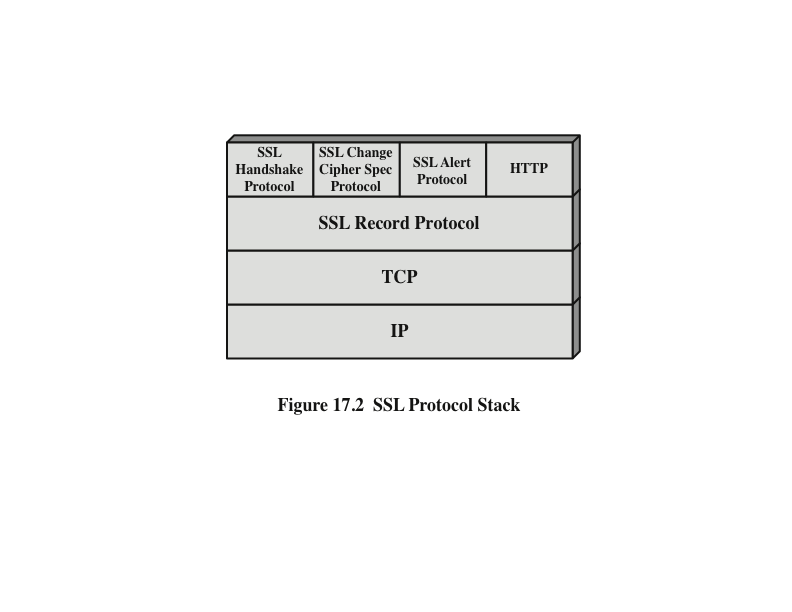 SSL
Handshake
Protocol
SSL Change
Cipher Spec
Protocol
SSL Alert
Protocol
HTTP
SSL Record Protocol
TCP
IP
Figure 17.2 SSL Protocol Stack